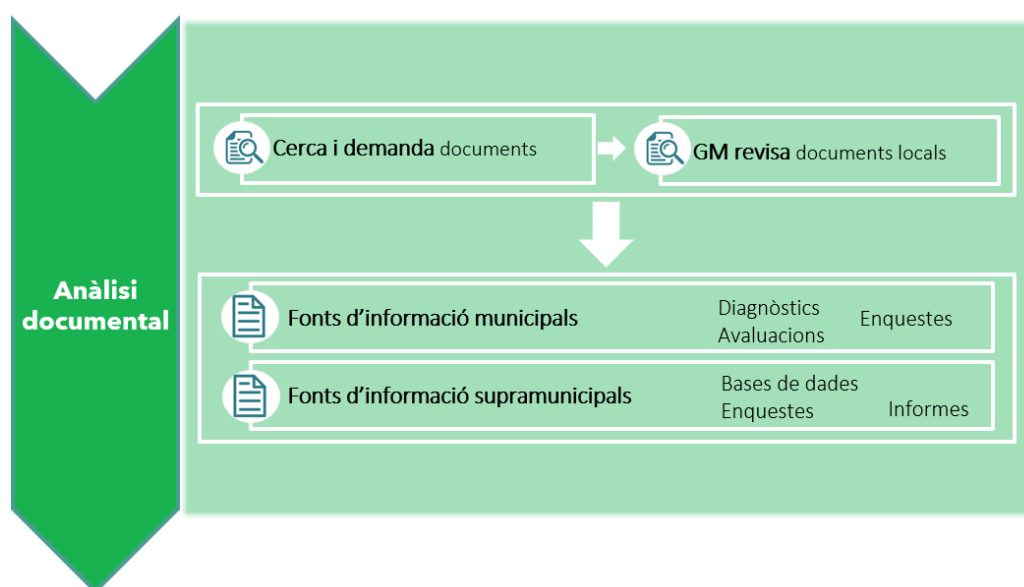 Anàlisi
documental
Cerca i demanda documents
GM revisa documents locals
Fonts d’informació municipals
Diagnòstics
Avaluacions
Enquestes
Fonts d’informació supramunicipals
Bases de dades
Enquestes
Informes